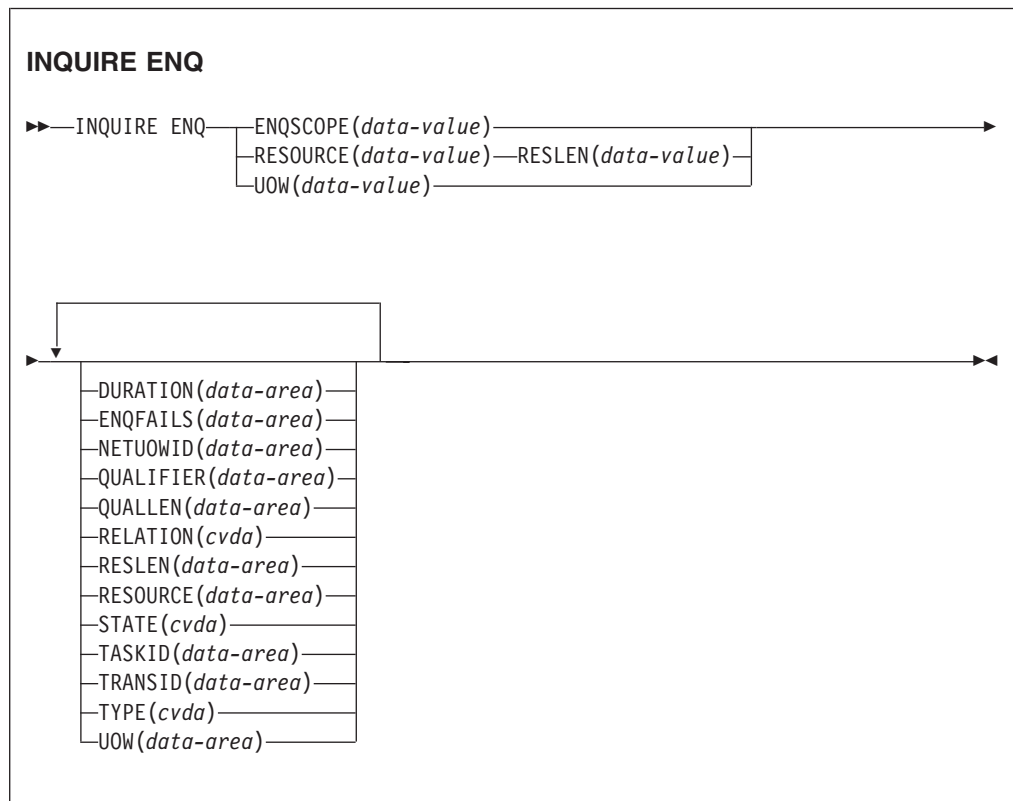 INQUIRE ENQ
INQUIRE ENQ ENQSCOPE(data-value)
RESOURCE(data-value) RESLEN(data-value)
UOW(data-value)
DURATION(data-area)
ENQFAILS(data-area)
NETUOWID(data-area)
QUALIFIER(data-area)
QUALLEN(data-area)
RELATION(cvda)
RESLEN(data-area)
RESOURCE(data-area)
STATE(cvda)
TASKID(data-area)
TRANSID(data-area)
TYPE(cvda)
UOW(data-area)